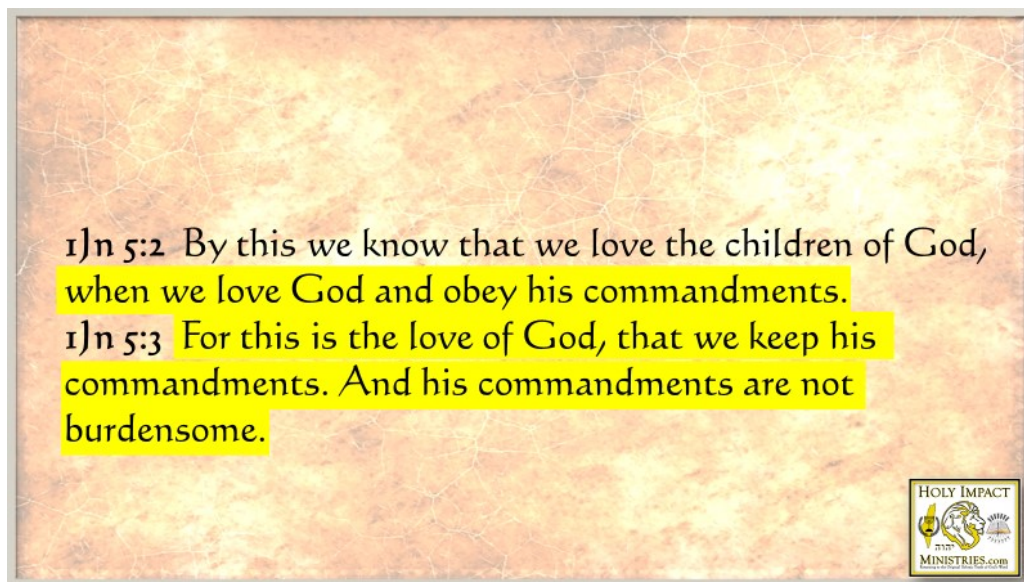 1Jn 5:2 By this we know that we love the children of God,
when we love God and obey his commandments.
1Jn 5:3 For this is the love of God, that we keep his
commandments. And his commandments are not
burdensome.
HOLY IMPACT
יהוה
MINISTRIES.com